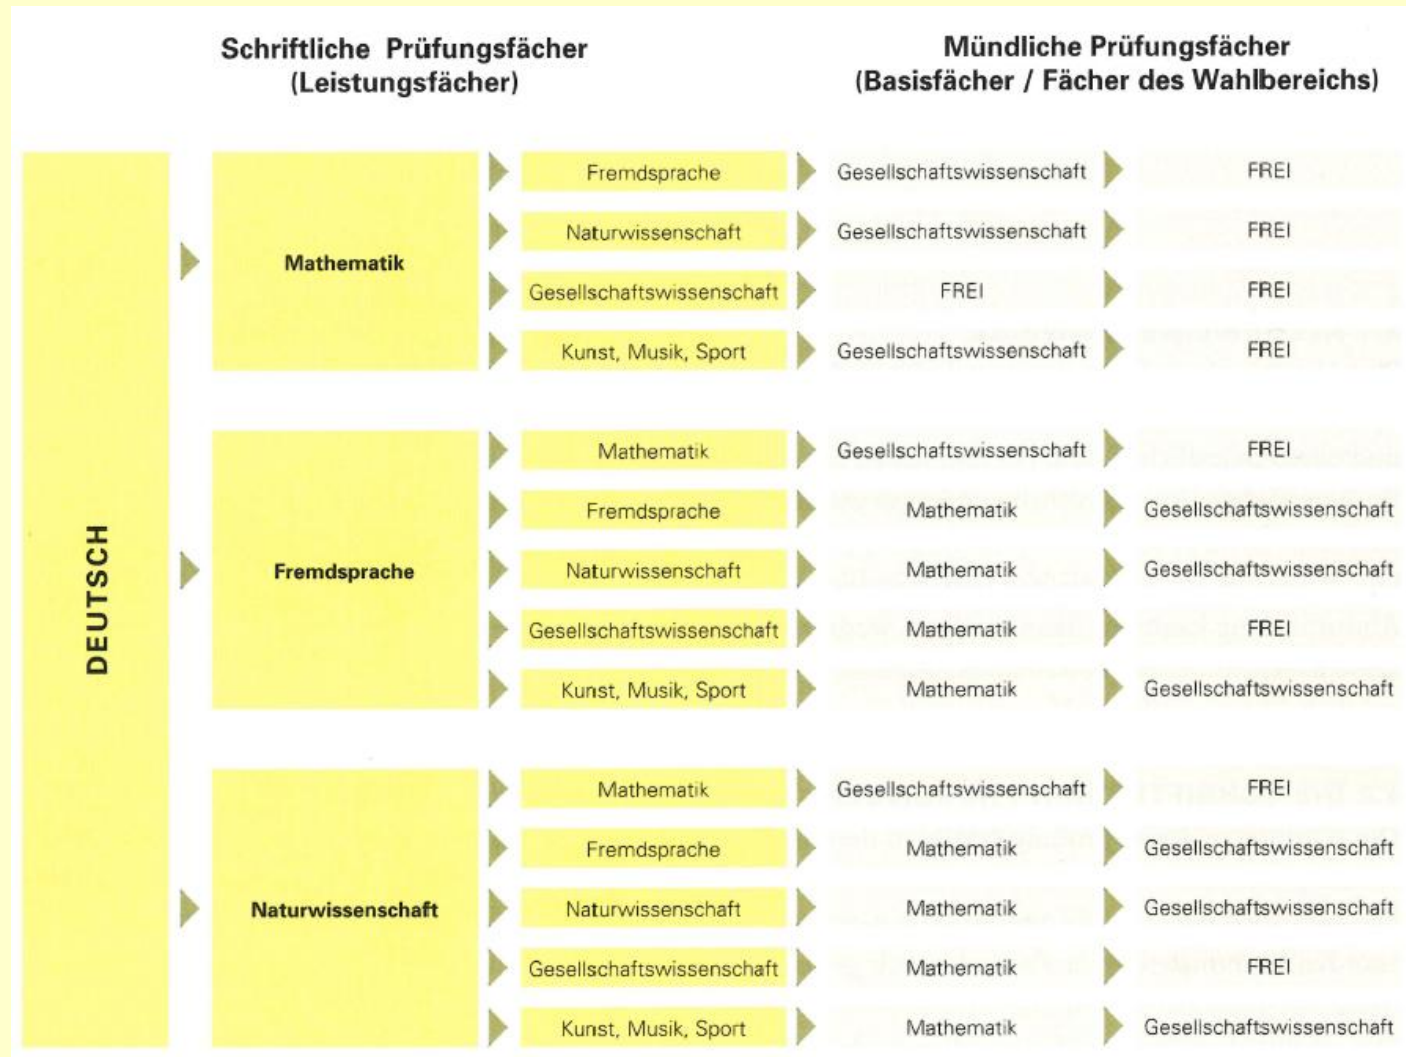 Schriftliche Prüfungsfächer
(Leistungsfächer)
Mündliche Prüfungsfächer
(Basisfächer / Fächer des Wahlbereichs)
DEUTSCH
Mathematik
Fremdsprache Gesellschaftswissenschaft FREI
Naturwissenschaft Gesellschaftswissenschaft FREI
Gesellschaftswissenschaft FREI FREI
Kunst, Musik, Sport Gesellschaftswissenschaft FREI
Fremdsprache
Mathematik Gesellschaftswissenschaft FREI
Fremdsprache Mathematik Gesellschaftswissenschaft
Naturwissenschaft Mathematik Gesellschaftswissenschaft
Gesellschaftswissenschaft Mathematik FREI
Kunst, Musik, Sport Mathematik Gesellschaftswissenschaft
Naturwissenschaft
Mathematik Gesellschaftswissenschaft FREI
Fremdsprache Mathematik Gesellschaftswissenschaft
Naturwissenschaft Mathematik Gesellschaftswissenschaft
Gesellschaftswissenschaft Mathematik FREI
Kunst, Musik, Sport Mathematik Gesellschaftswissenschaft